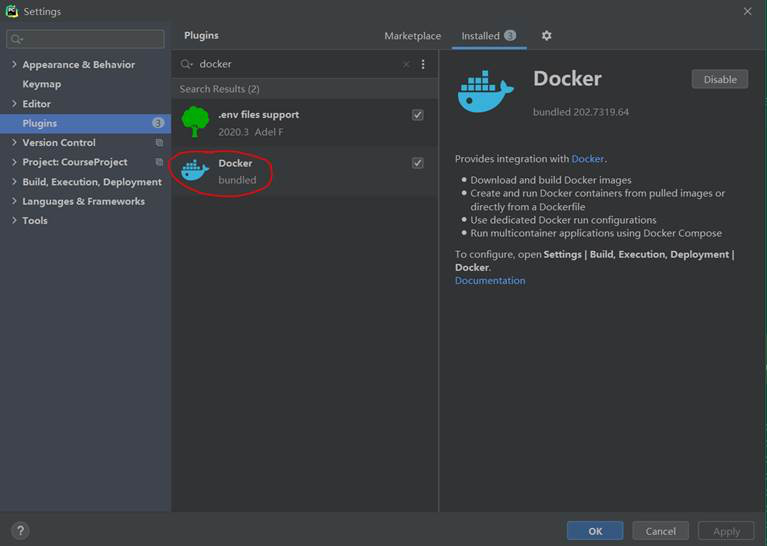 PC
Settings
Plugins
Marketplace
Installed 3
docker
Search Results (2)
Appearance & Behavior
Keymap
Editor
Plugins 3
Version Control
Project: CourseProject
Build, Execution, Deployment
Languages & Frameworks
Tools
.env files support
2020.3 Adel F
Docker
bundled
Docker
Disable
bundled 202.7319.64
Provides integration with Docker.
Download and build Docker images
Create and run Docker containers from pulled images or
directly from a Dockerfile
Use dedicated Docker run configurations
Run multicontainer applications using Docker Compose
To configure, open Settings | Build, Execution, Deployment |
Docker.
Documentation
?
OK
Cancel
Apply